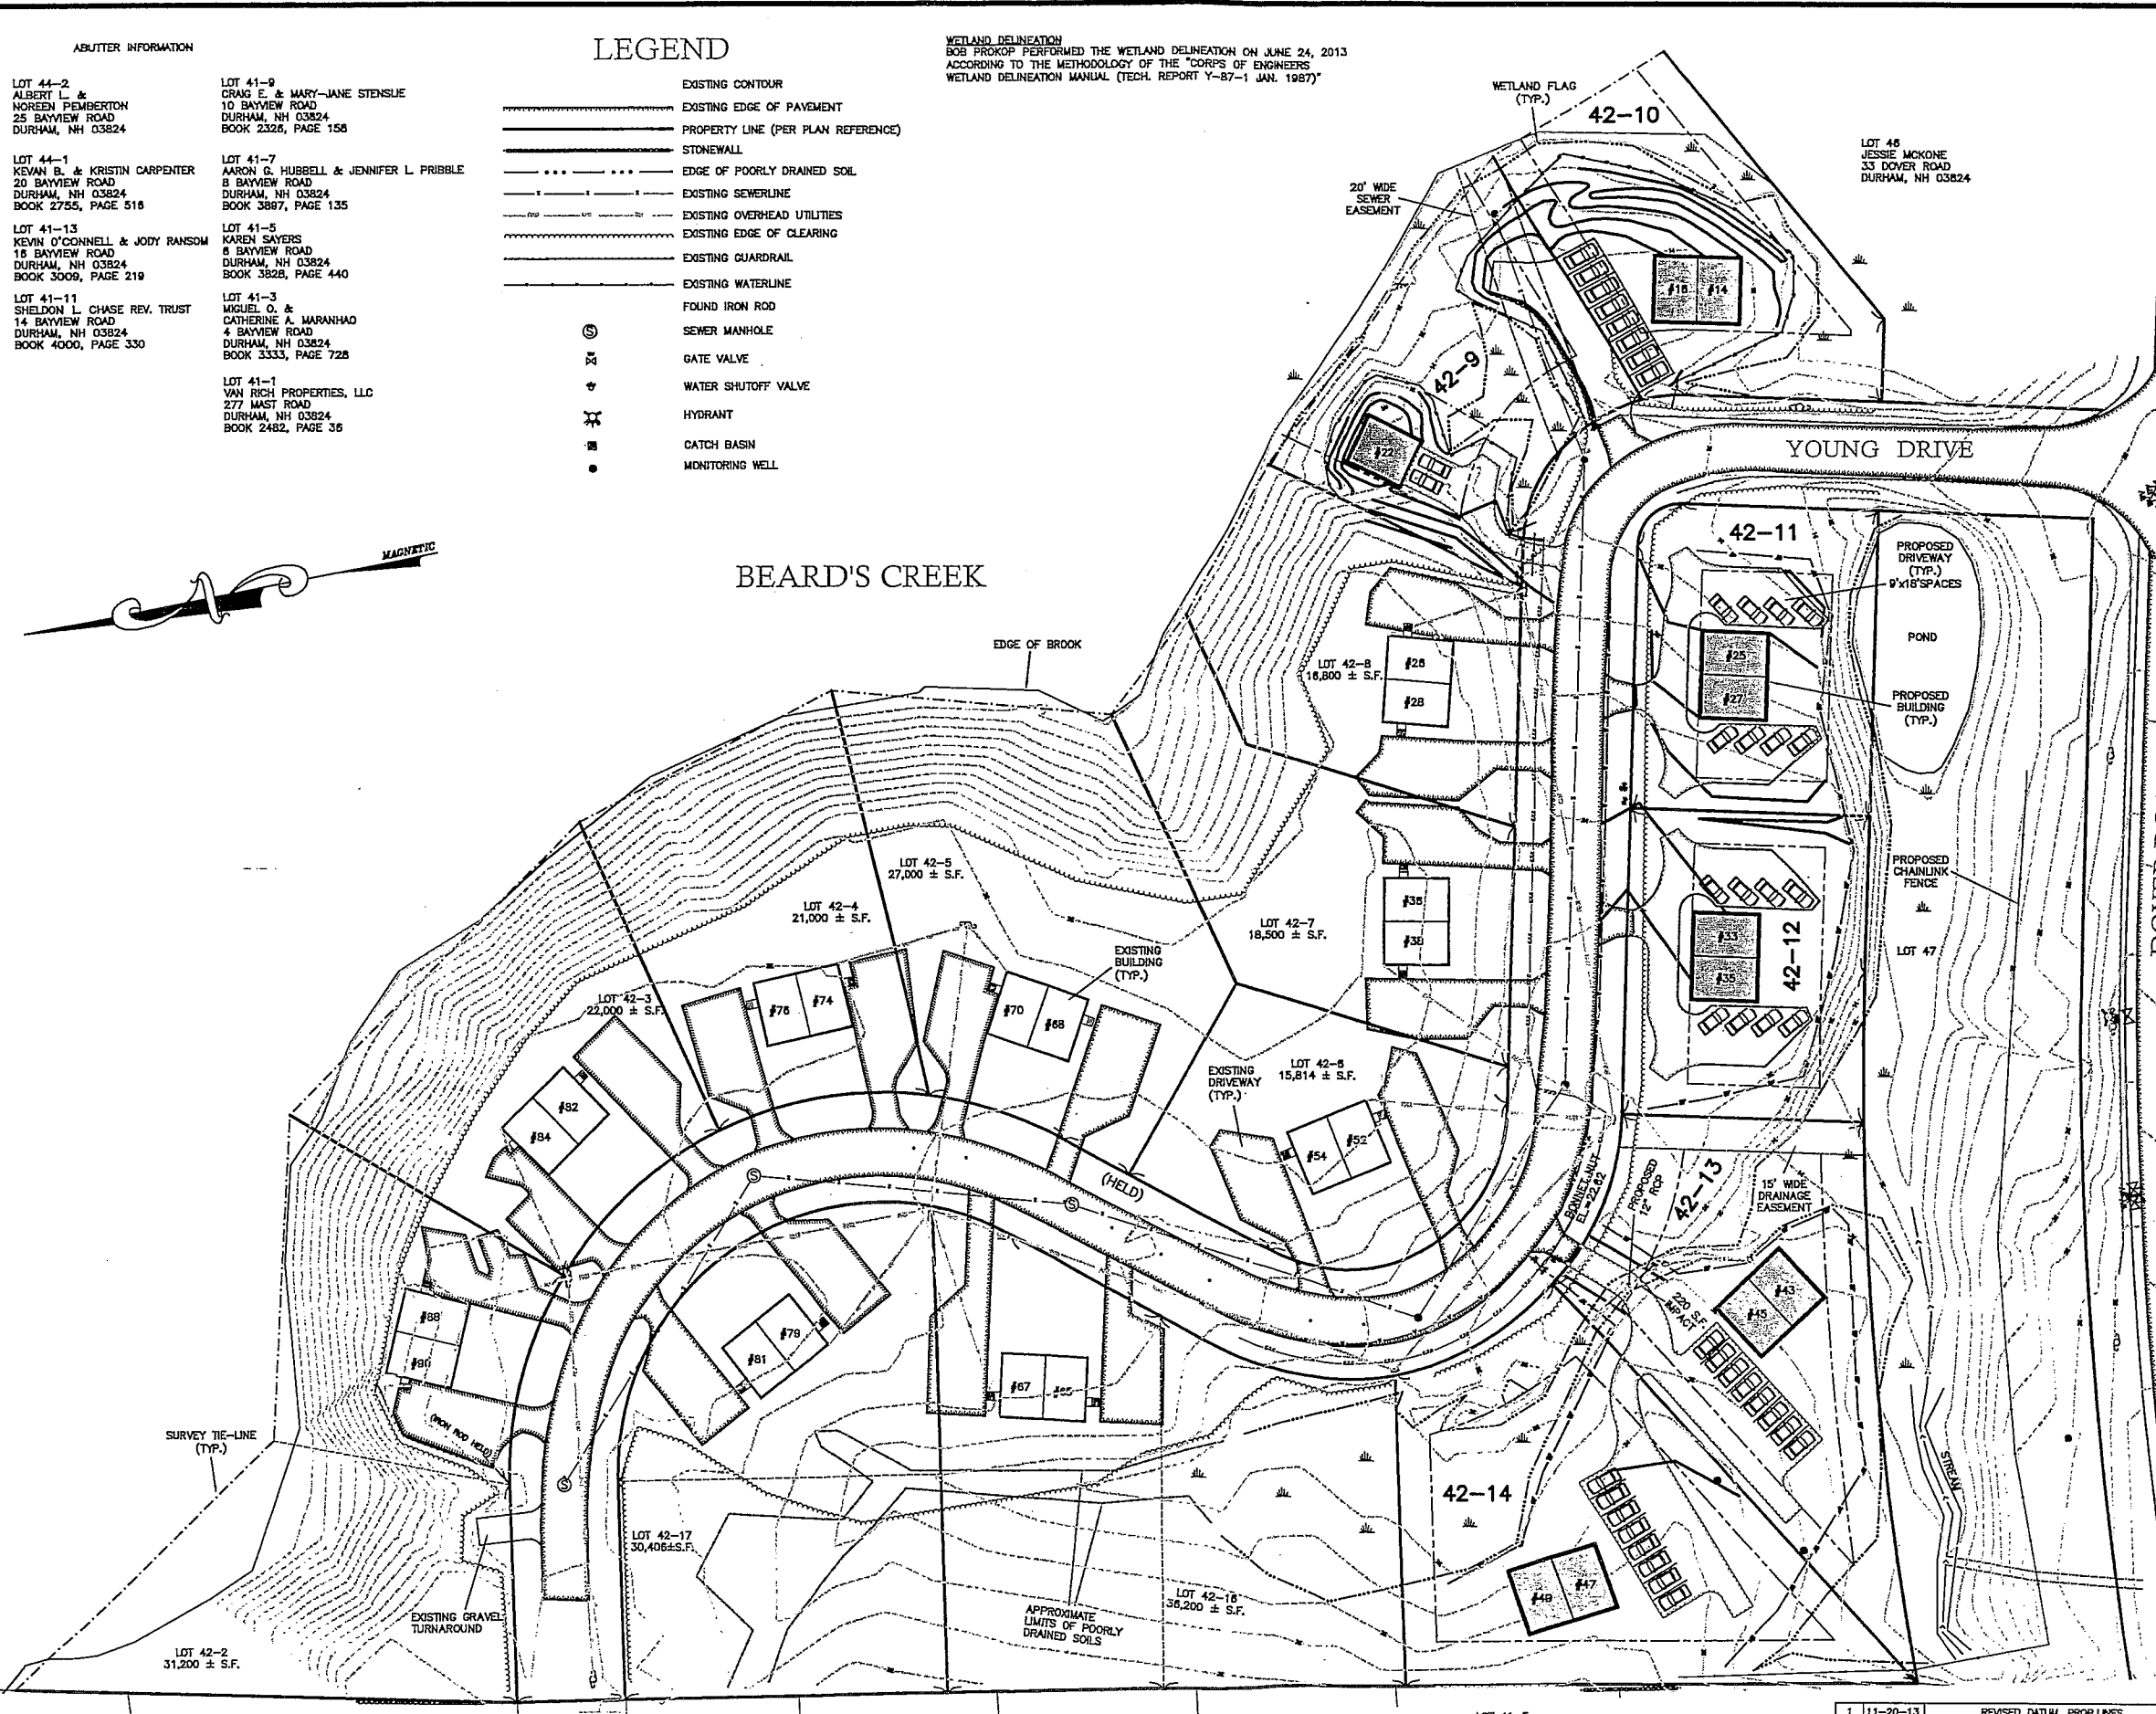 ABUTTER INFORMATION
LOT 44-2
ALBERT L. &
NOREEN PEMBERTON
25 BAYVIEW ROAD
DURHAM, NH 03824
LOT 44-1
KEVAN B. & KRISTIN CARPENTER
20 BAYVIEW ROAD
DURHAM, NH 03824
BOOK 2755, PAGE 516
LOT 41-13
KEVIN O'CONNELL & JODY RANSOM
16 BAYVIEW ROAD
DURHAM, NH 03824
BOOK 3009, PAGE 219
LOT 41-11
SHELDON L. CHASE REV. TRUST
14 BAYVIEW ROAD
DURHAM, NH 03824
BOOK 4000, PAGE 330
LOT 41-9
CRAIG E. & MARY-JANE STENSLIE
10 BAYVIEW ROAD
DURHAM, NH 03824
BOOK 2326, PAGE 156
LOT 41-7
AARON G. HUBBELL & JENNIFER L. PRIBBLE
8 BAYVIEW ROAD
DURHAM, NH 03824
BOOK 3897, PAGE 135
LOT 41-5
KAREN SAYERS
6 BAYVIEW ROAD
DURHAM, NH 03824
BOOK 3828, PAGE 440
LOT 41-3
MIGUEL O. &
CATHERINE A. MARANHAO
4 BAYVIEW ROAD
DURHAM, NH 03824
BOOK 3333, PAGE 728
LOT 41-1
VAN RICH PROPERTIES, LLC
277 MAST ROAD
DURHAM, NH 03824
BOOK 2482, PAGE 36
LEGEND
EXISTING CONTOUR
EXISTING EDGE OF PAVEMENT
PROPERTY LINE (PER PLAN REFERENCE)
STONEWALL
EDGE OF POORLY DRAINED SOIL
EXISTING SEWERLINE
EXISTING OVERHEAD UTILITIES
EXISTING EDGE OF CLEARING
EXISTING GUARDRAIL
EXISTING WATERLINE
FOUND IRON ROD
S SEWER MANHOLE
GATE VALVE
WATER SHUTOFF VALVE
HYDRANT
CATCH BASIN
MONITORING WELL
WETLAND DELINEATION
BOB PROKOP PERFORMED THE WETLAND DELINEATION ON JUNE 24, 2013
ACCORDING TO THE METHODOLOGY OF THE "CORPS OF ENGINEERS
WETLAND DELINEATION MANUAL (TECH. REPORT Y-87-1 JAN. 1987)"
WETLAND FLAG
(TYP.)
42-10
LOT 46
JESSIE MCKONE
33 DOVER ROAD
DURHAM, NH 03824
20' WIDE
SEWER
EASEMENT
#16
#14
42-9
#22
YOUNG DRIVE
MAGNETIC
BEARD'S CREEK
EDGE OF BROOK
42-11
PROPOSED
DRIVEWAY
(TYP.)
9'x18'SPACES
POND
#25
#27
PROPOSED
BUILDING
(TYP.)
LOT 42-8
16,800 ± S.F.
#26
#28
LOT 42-5
27,000 ± S.F.
LOT 42-4
21,000 ± S.F.
LOT 42-7
18,500 ± S.F.
#36
#38
PROPOSED
CHAINLINK
FENCE
#33
#35
42-12
LOT 47
EXISTING
BUILDING
(TYP.)
LOT 42-3
22,000 ± S.F.
#76
#74
#70
#68
#82
#84
EXISTING
DRIVEWAY
(TYP.)
LOT 42-6
15,814 ± S.F.
#54
#52
(HELD)
BONNET NUT
EL.=22.62
PROPOSED
12" RCP
42-13
15' WIDE
DRAINAGE
EASEMENT
S
S
#43
#45
220 S.F.
IMPACT
#88
#90
#79
#81
#67
#65
(IRON ROD HELD)
SURVEY TIE-LINE
(TYP.)
S
42-14
STREAM
LOT 42-17
30,406±S.F.
EXISTING GRAVEL
TURNAROUND
APPROXIMATE
LIMITS OF POORLY
DRAINED SOILS
LOT 42-16
36,200 ± S.F.
#49
#47
LOT 42-2
31,200 ± S.F.
1 11-20-13 REVISED DATUM, PROP LINES